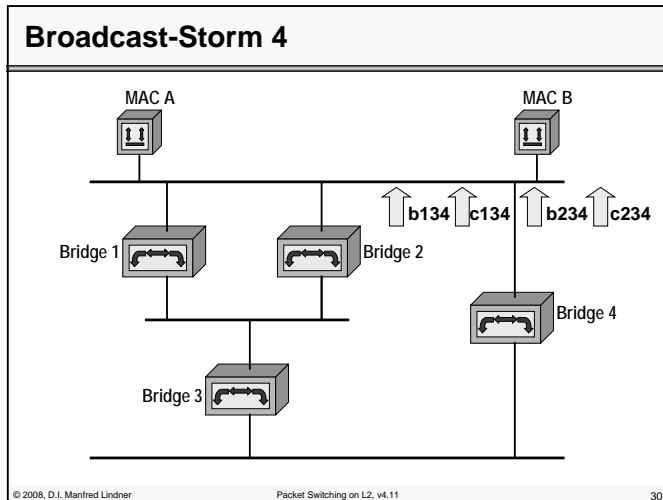 Broadcast-Storm 4
MAC A
MAC B
b134
c134
b234
c234
Bridge 1
Bridge 2
Bridge 4
Bridge 3
© 2008, D.I. Manfred Lindner
Packet Switching on L2, v4.11
30